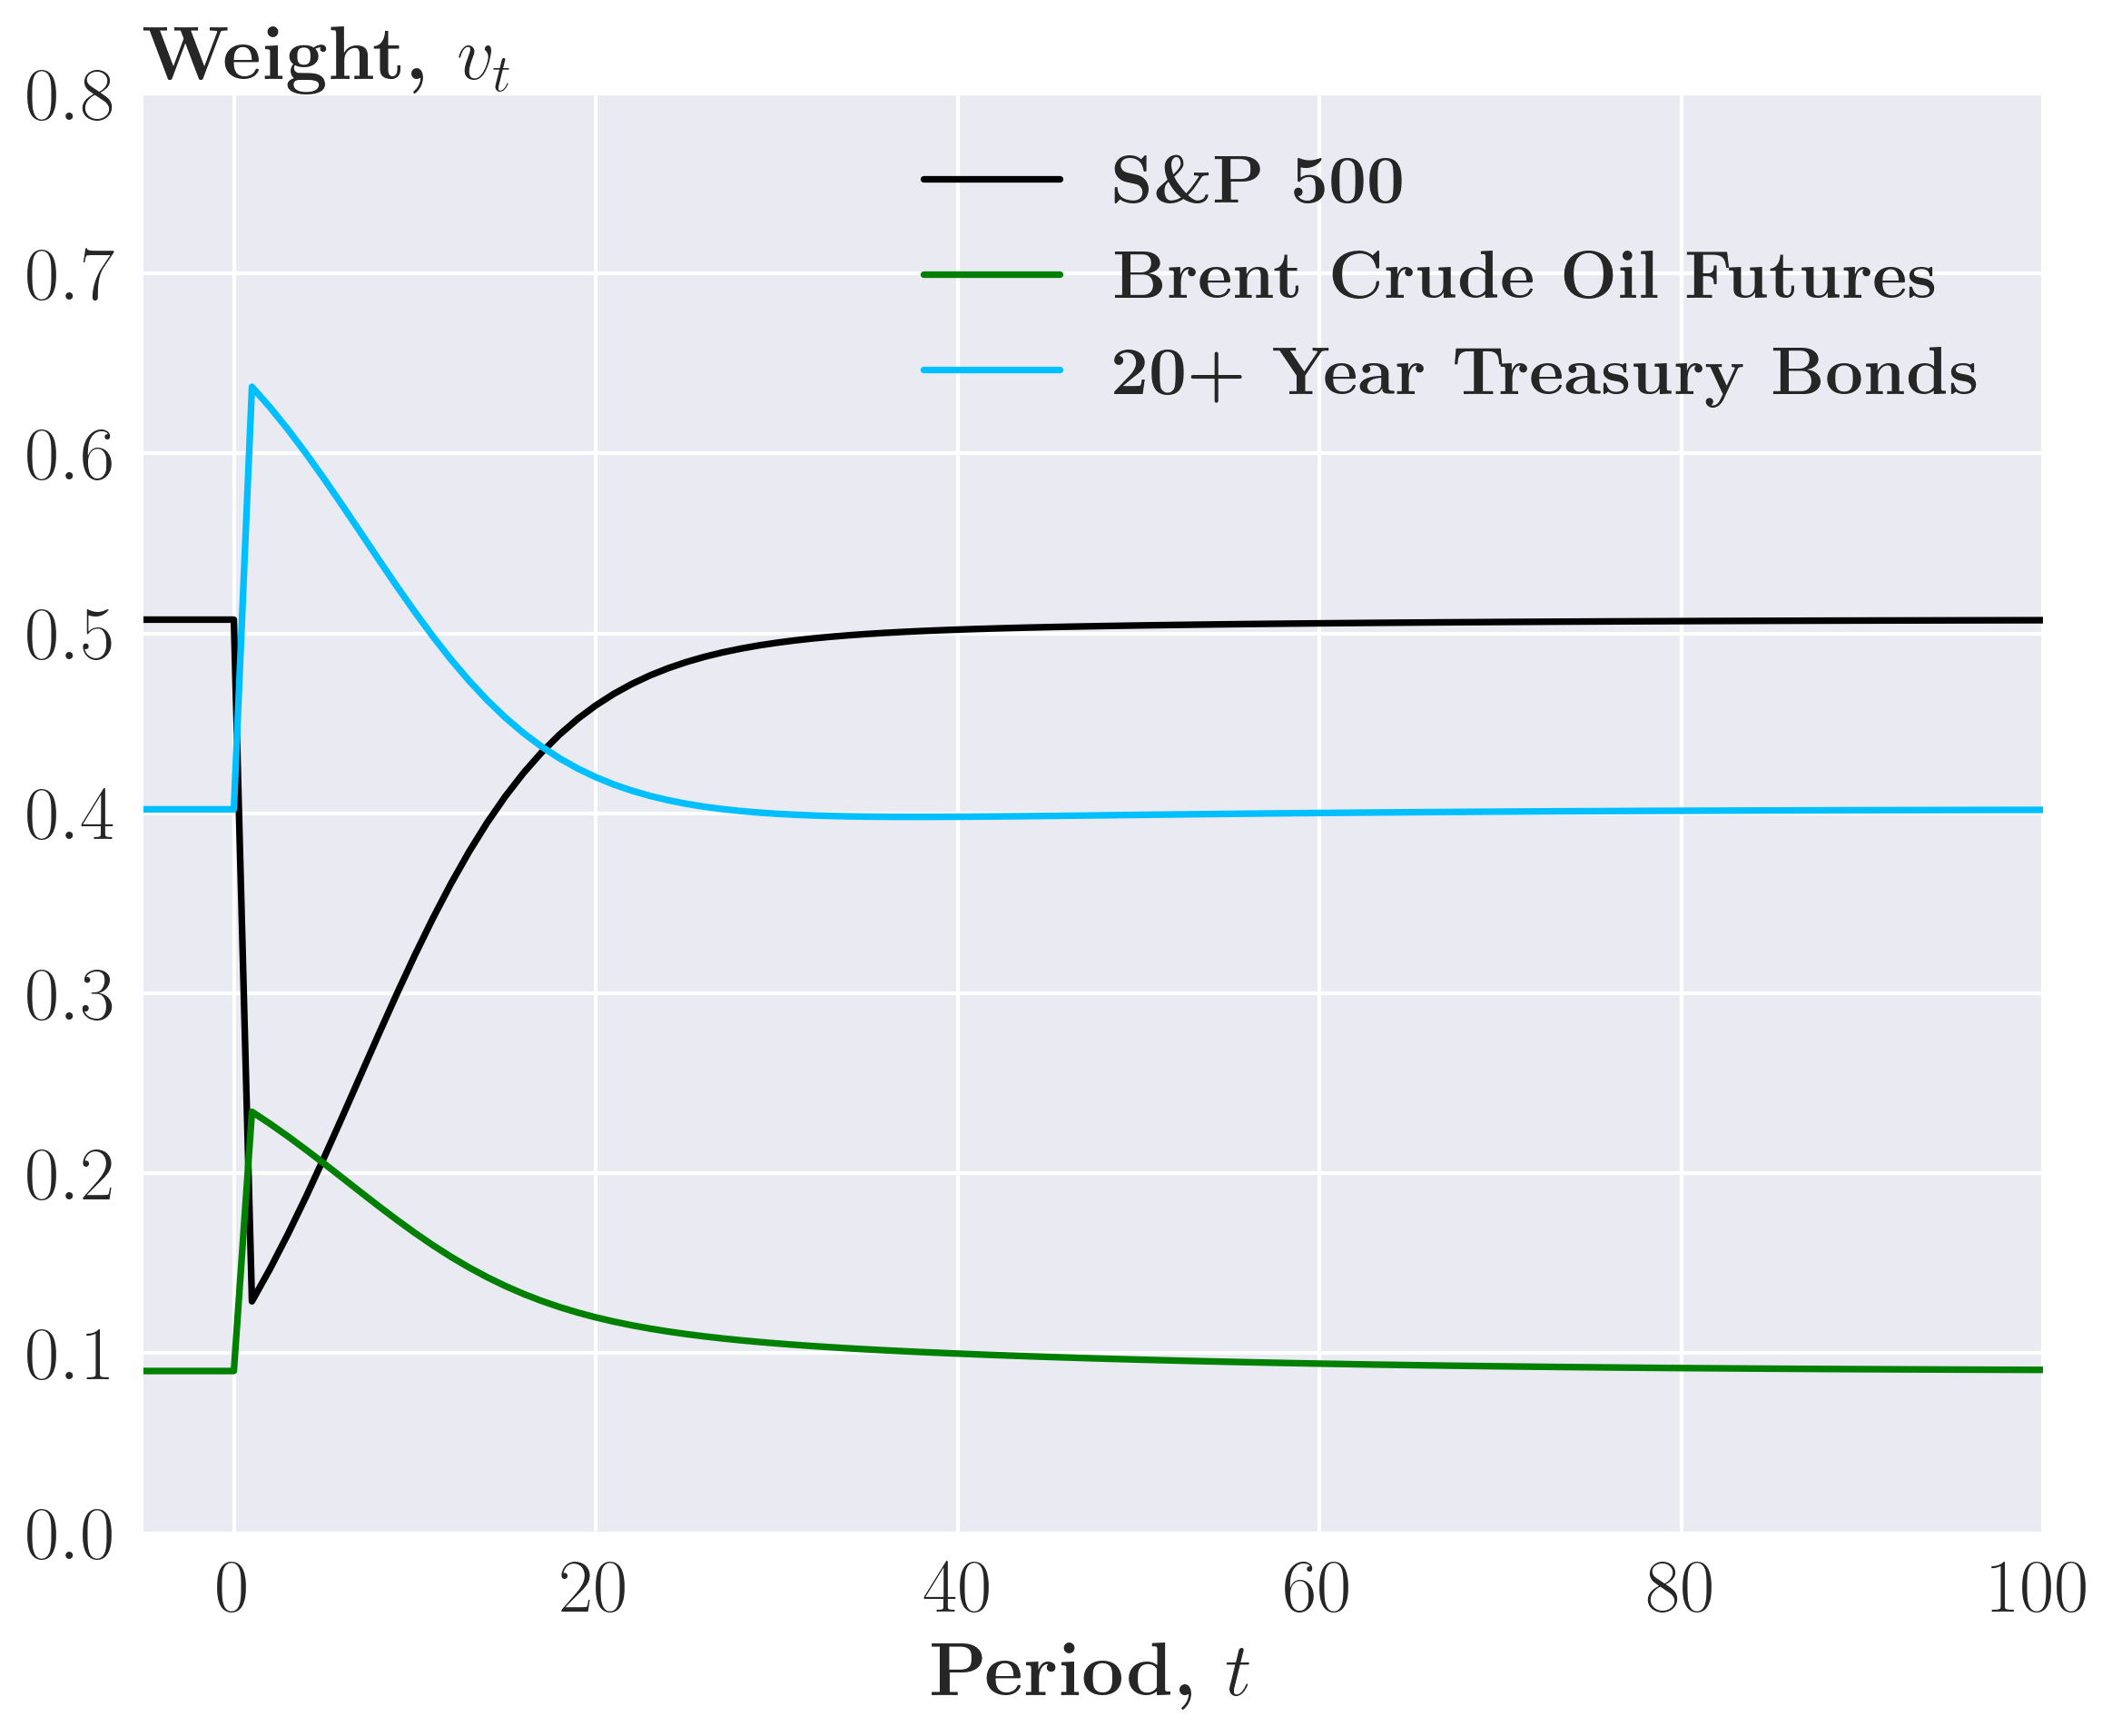 Weight, v_t
0.8
0.7
0.6
0.5
0.4
0.3
0.2
0.1
0.0
S&P 500
Brent Crude Oil Futures
20+ Year Treasury Bonds
0 20 40 60 80 100
Period, t